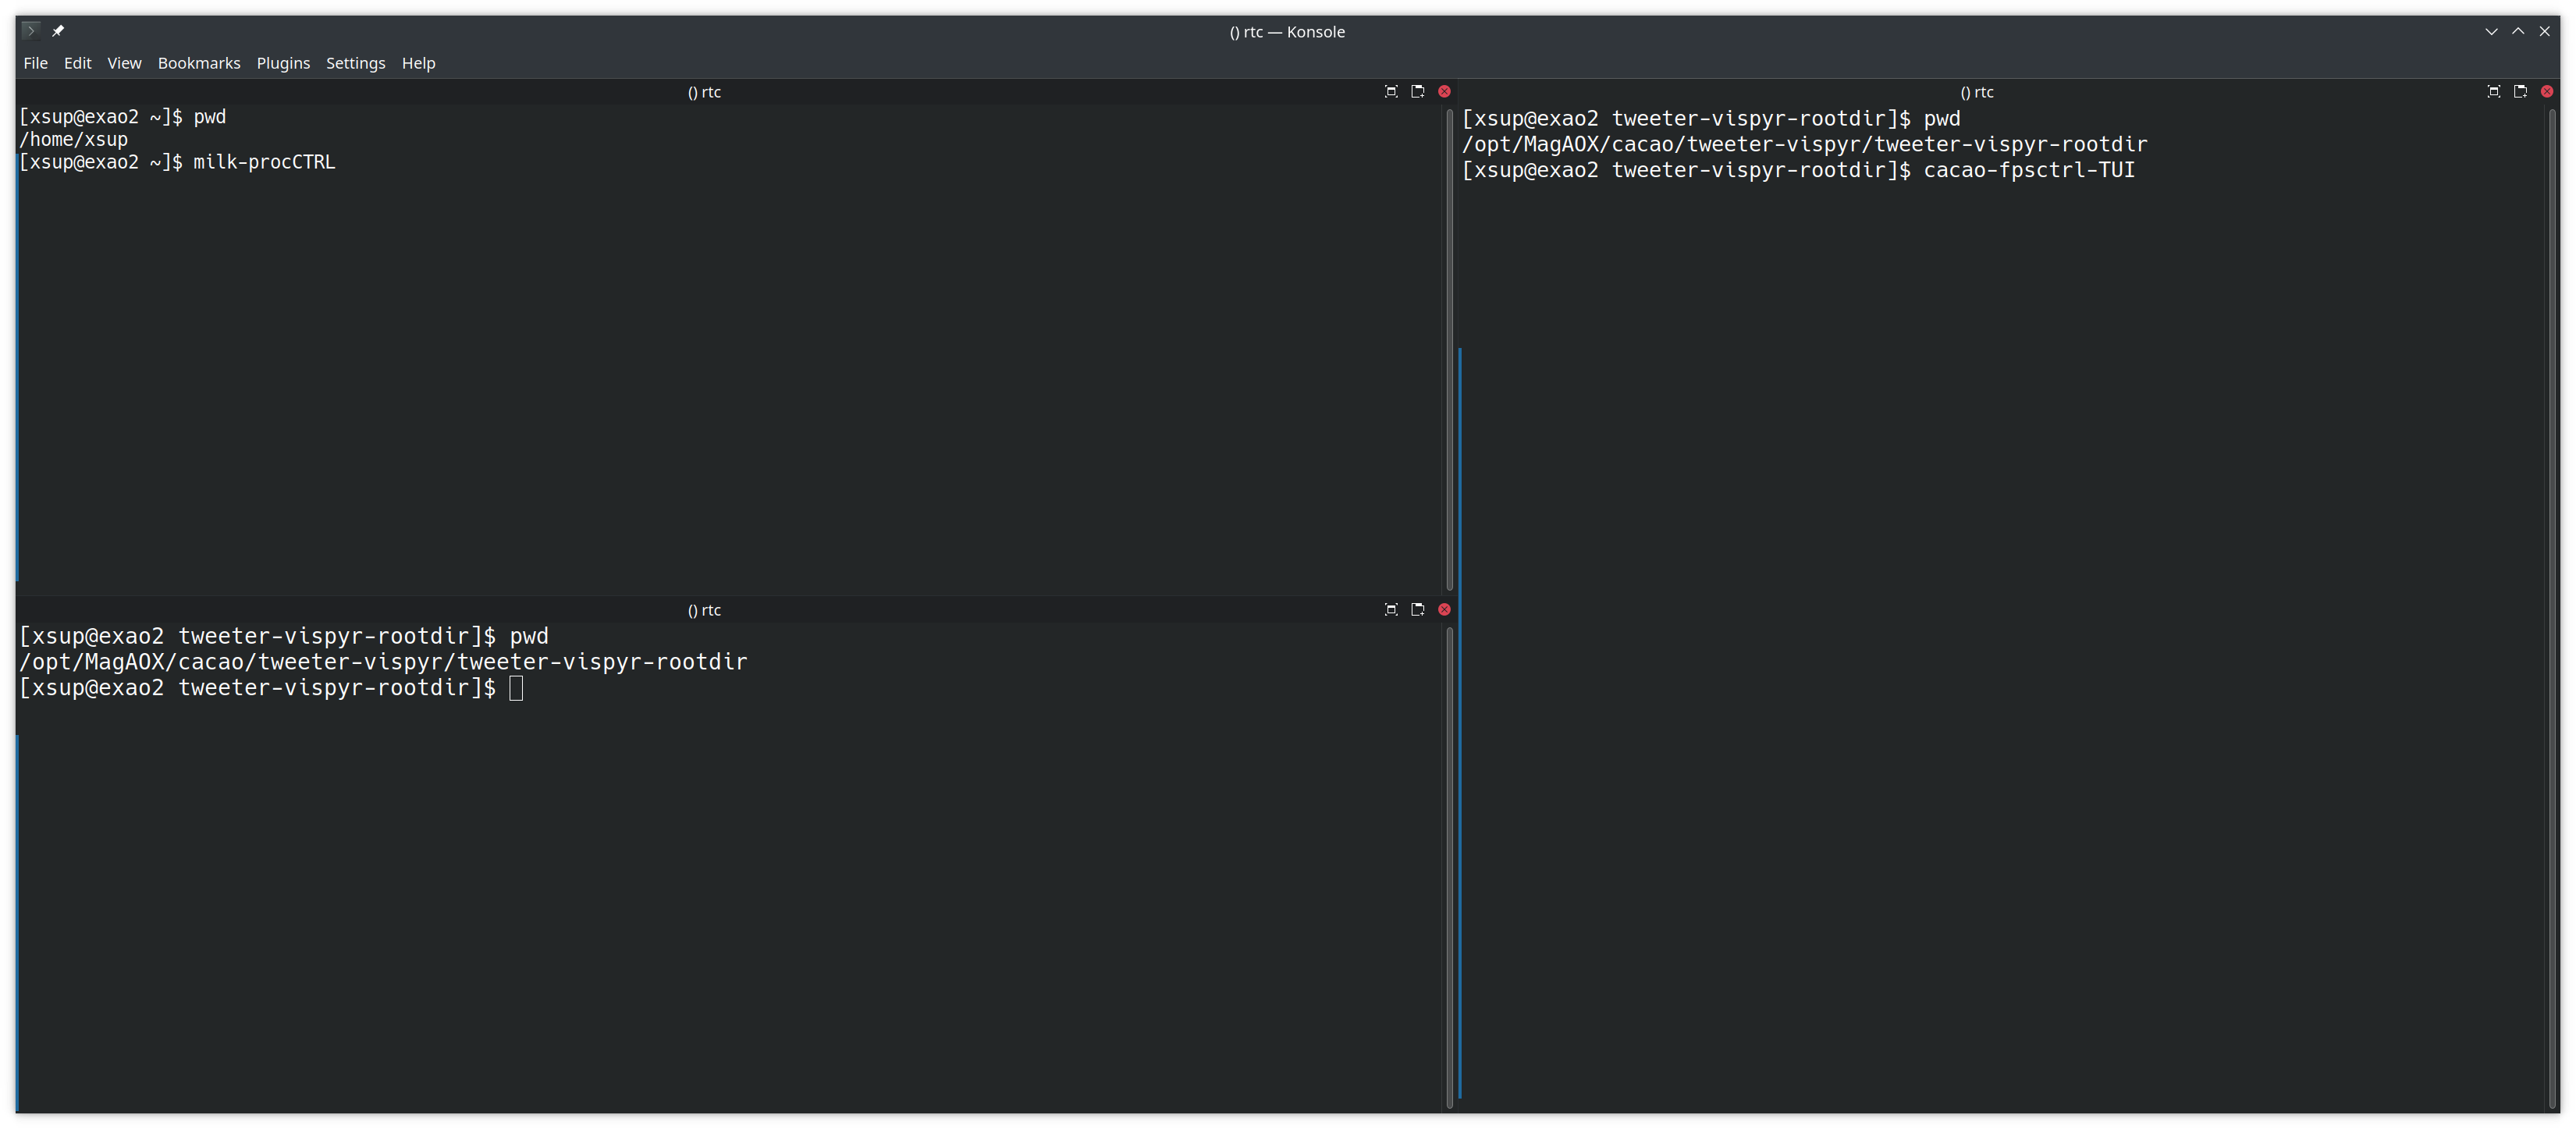 () rtc — Konsole
File Edit View Bookmarks Plugins Settings Help
() rtc
[xsup@exao2 ~]$ pwd
/home/xsup
[xsup@exao2 ~]$ milk-procCTRL
() rtc
[xsup@exao2 tweeter-vispyr-rootdir]$ pwd
/opt/MagAOX/cacao/tweeter-vispyr/tweeter-vispyr-rootdir
[xsup@exao2 tweeter-vispyr-rootdir]$
() rtc
[xsup@exao2 tweeter-vispyr-rootdir]$ pwd
/opt/MagAOX/cacao/tweeter-vispyr/tweeter-vispyr-rootdir
[xsup@exao2 tweeter-vispyr-rootdir]$ cacao-fpsctrl-TUI